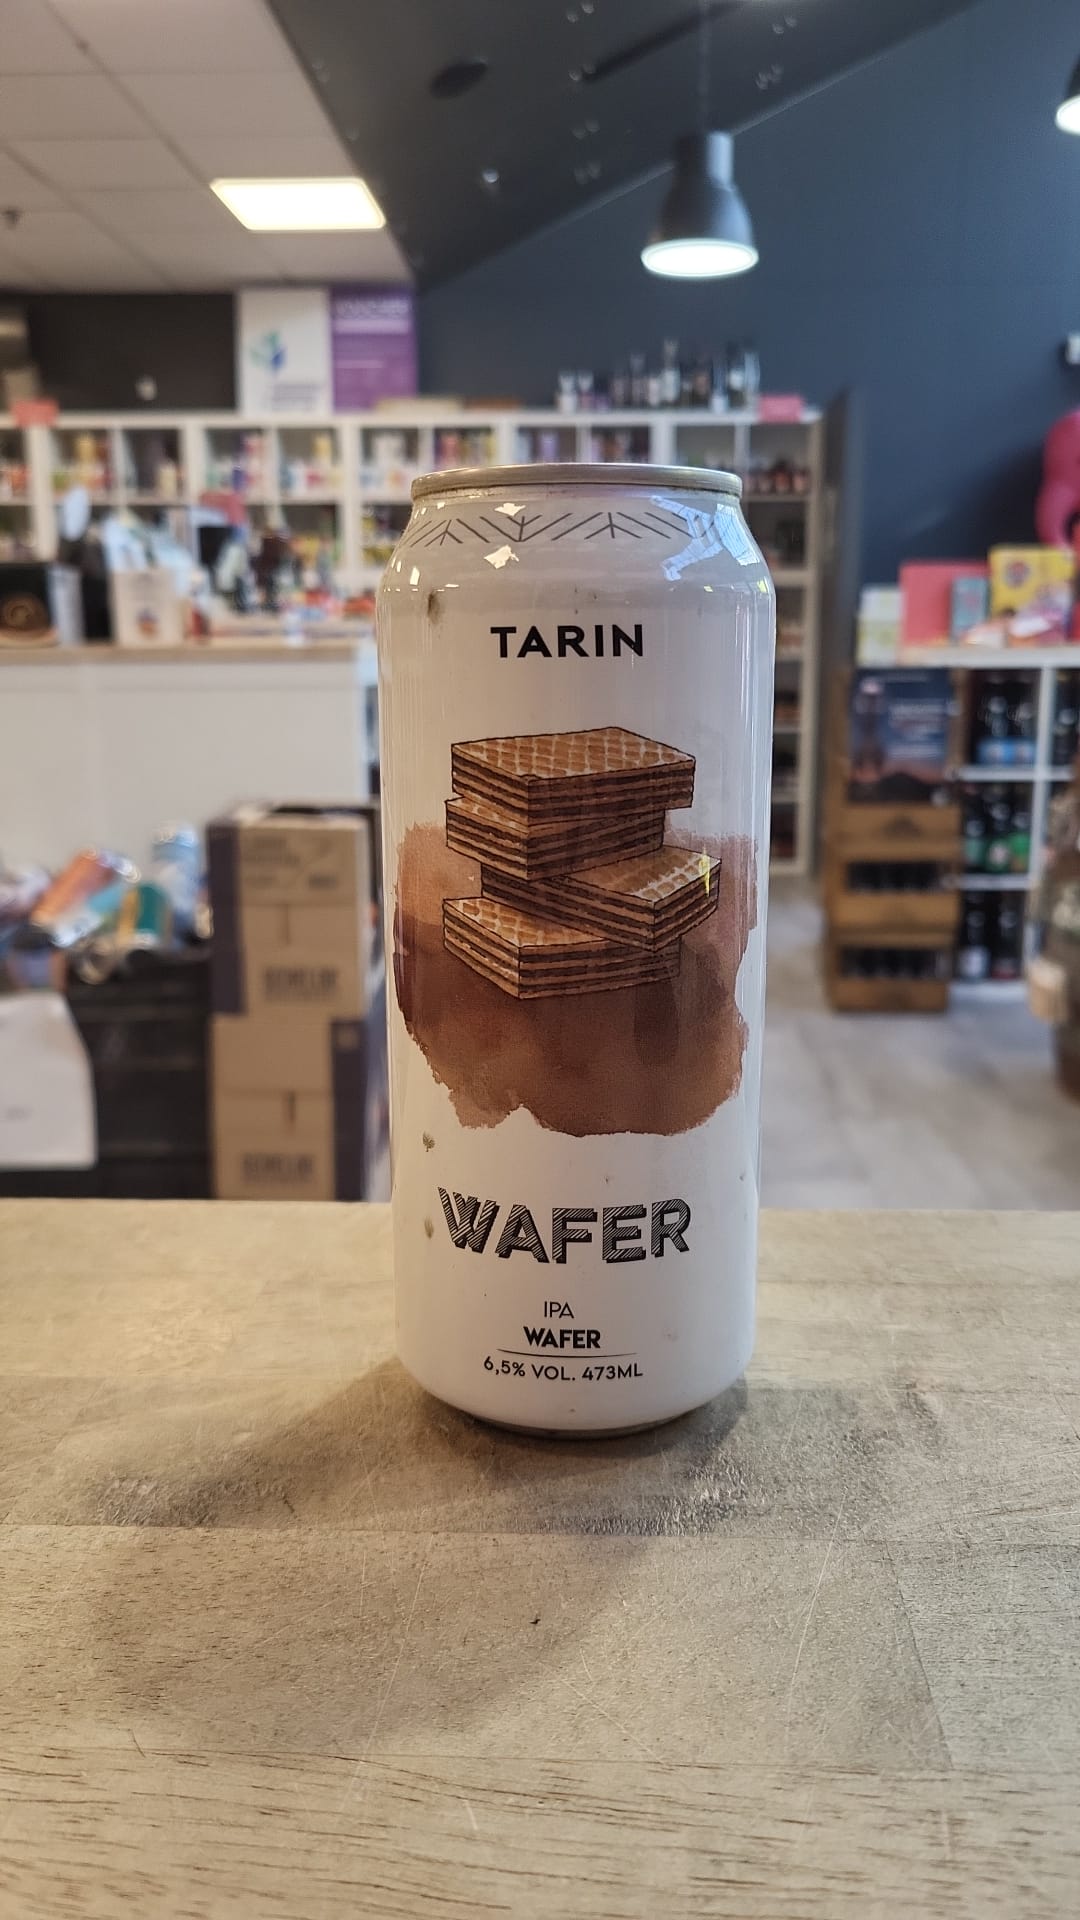 TARIN
WAFER
IPA
WAFER
6,5% VOL. 473ML